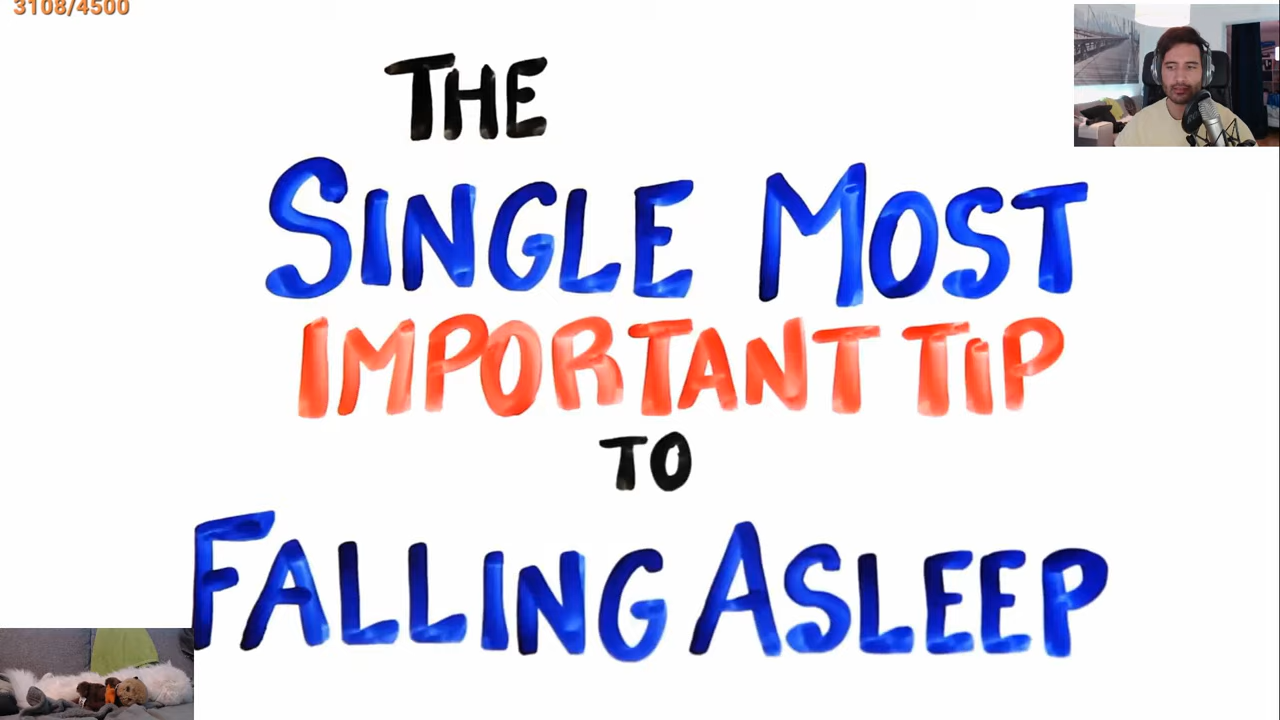 3108/4500
THE
SINGLE MOST
IMPORTANT TIP
TO
FALLING ASLEEP